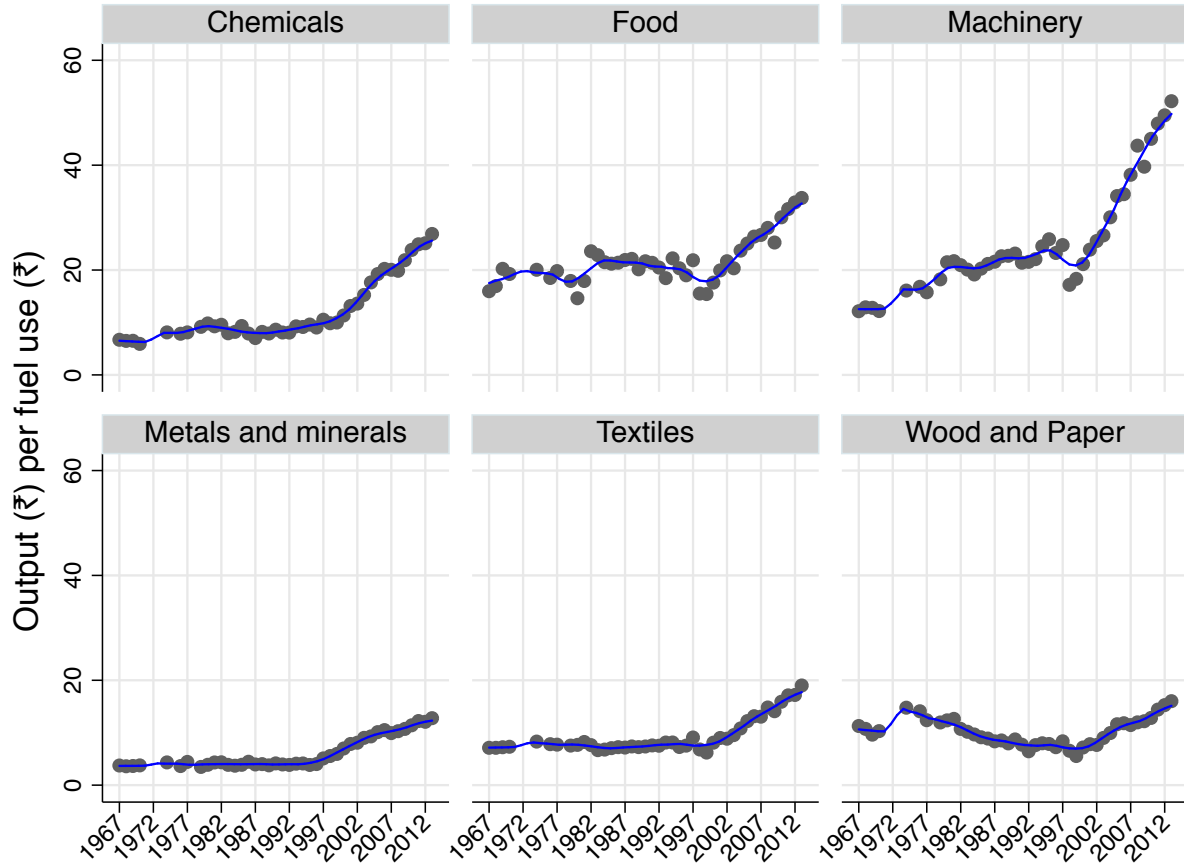 Output (₹) per fuel use (₹)
Chemicals
Food
Machinery
60
40
20
0
Metals and minerals
Textiles
Wood and Paper
60
40
20
0
1967 1972 1977 1982 1987 1992 1997 2002 2007 2012
1967 1972 1977 1982 1987 1992 1997 2002 2007 2012
1967 1972 1977 1982 1987 1992 1997 2002 2007 2012